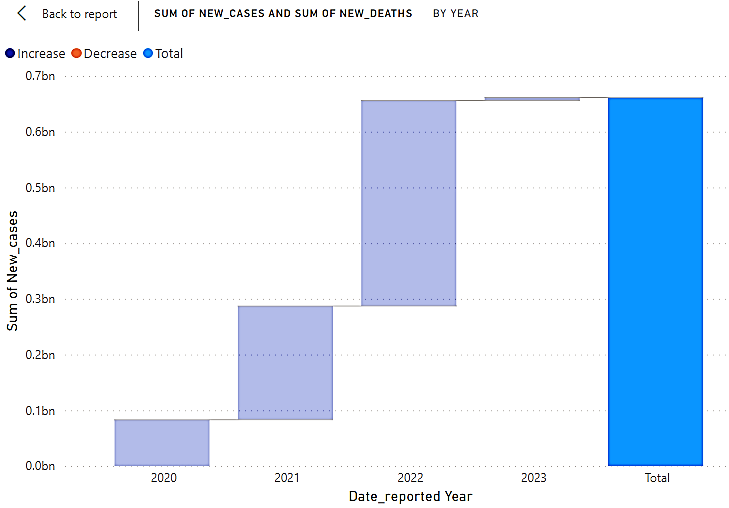 Back to report
SUM OF NEW_CASES AND SUM OF NEW_DEATHS BY YEAR
Increase Decrease Total
0.7bn
0.6bn
0.5bn
0.4bn
0.3bn
0.2bn
0.1bn
0.0bn
Sum of New_cases
2020 2021 2022 2023 Total
Date_reported Year